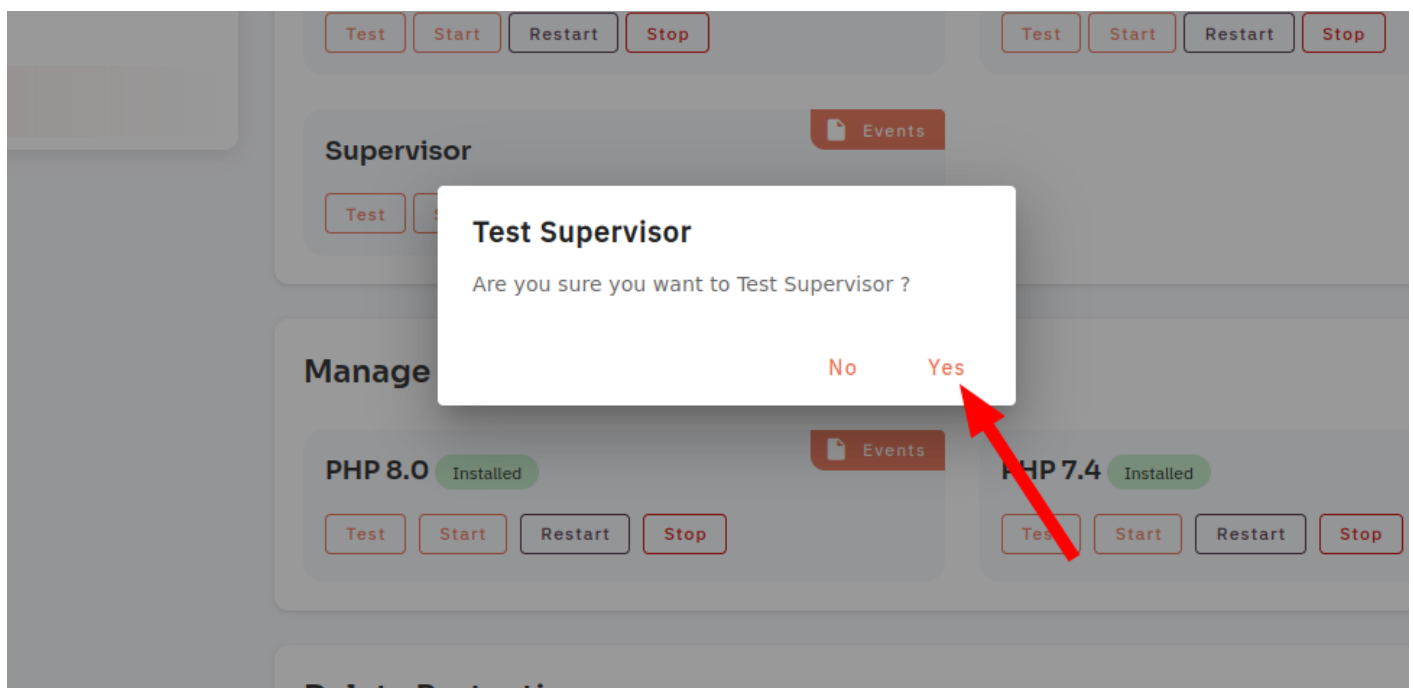 Test Start Restart Stop
Test Start Restart Stop
Events
Supervisor
Test
Test Supervisor
Are you sure you want to Test Supervisor ?
No Yes
Manage
Events
PHP 8.0 Installed
Test Start Restart Stop
PHP 7.4 Installed
Test Start Restart Stop